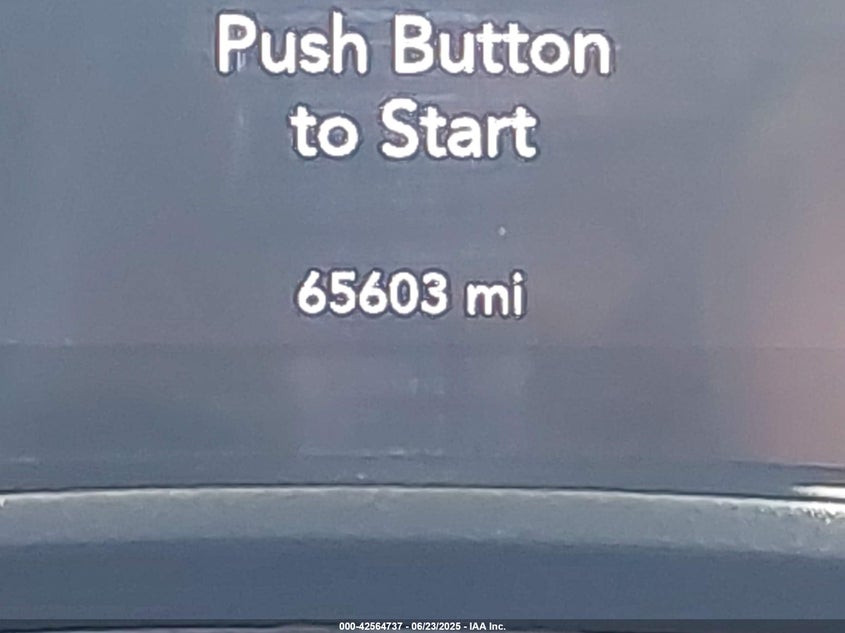 Push Button
to Start
65603 mi
000-42564737 - 06/23/2025 - IAA Inc.